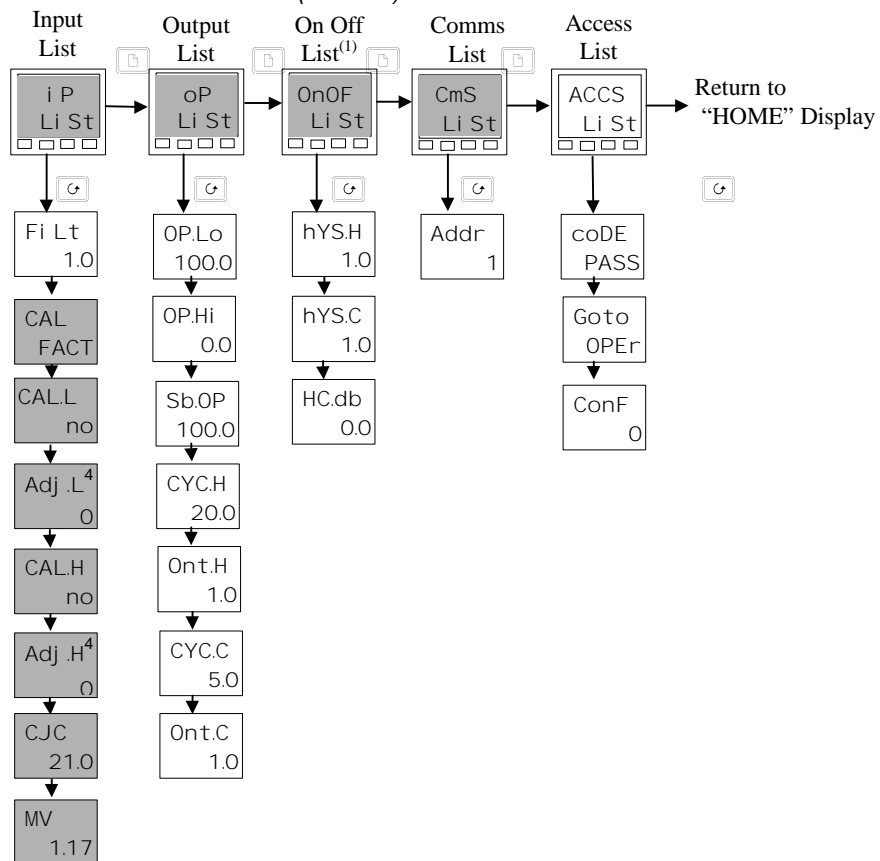 Input
List
Output
List
On Off
List(1)
Comms
List
Access
List
iP
LiSt
oP
LiSt
OnOF
LiSt
CmS
LiSt
ACCS
LiSt
Return to
“HOME” Display
FiLt
1.0
CAL
FACT
CAL.L
no
Adj.L4
0
CAL.H
no
Adj.H4
0
CJC
21.0
MV
1.17
OP.Lo
100.0
OP.Hi
0.0
Sb.OP
100.0
CYC.H
20.0
Ont.H
1.0
CYC.C
5.0
Ont.C
1.0
hYS.H
1.0
hYS.C
1.0
HC.db
0.0
Addr
1
coDE
PASS
Goto
OPEr
ConF
0